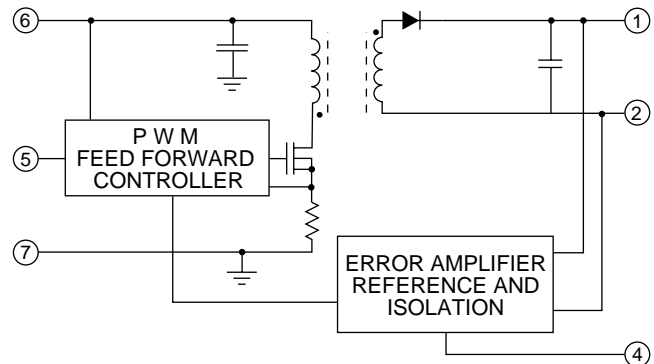 6
1
2
P W M
FEED FORWARD
CONTROLLER
5
7
ERROR AMPLIFIER
REFERENCE AND
ISOLATION
4